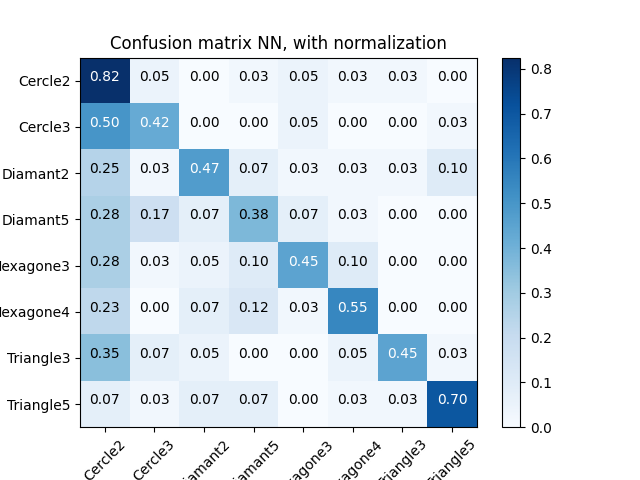 Confusion matrix NN, with normalization
Cercle2 0.82 0.05 0.00 0.03 0.05 0.03 0.03 0.00
Cercle3 0.50 0.42 0.00 0.00 0.05 0.00 0.00 0.03
Diamant2 0.25 0.03 0.47 0.07 0.03 0.03 0.03 0.10
Diamant5 0.28 0.17 0.07 0.38 0.07 0.03 0.00 0.00
exagone3 0.28 0.03 0.05 0.10 0.45 0.10 0.00 0.00
exagone4 0.23 0.00 0.07 0.12 0.03 0.55 0.00 0.00
Triangle3 0.35 0.07 0.05 0.00 0.00 0.05 0.45 0.03
Triangle5 0.07 0.03 0.07 0.07 0.00 0.03 0.03 0.70
Cercle2 Cercle3 iamant2 iamant5 agone3 agone4 riangle3 riangle5
0.8
0.7
0.6
0.5
0.4
0.3
0.2
0.1
0.0